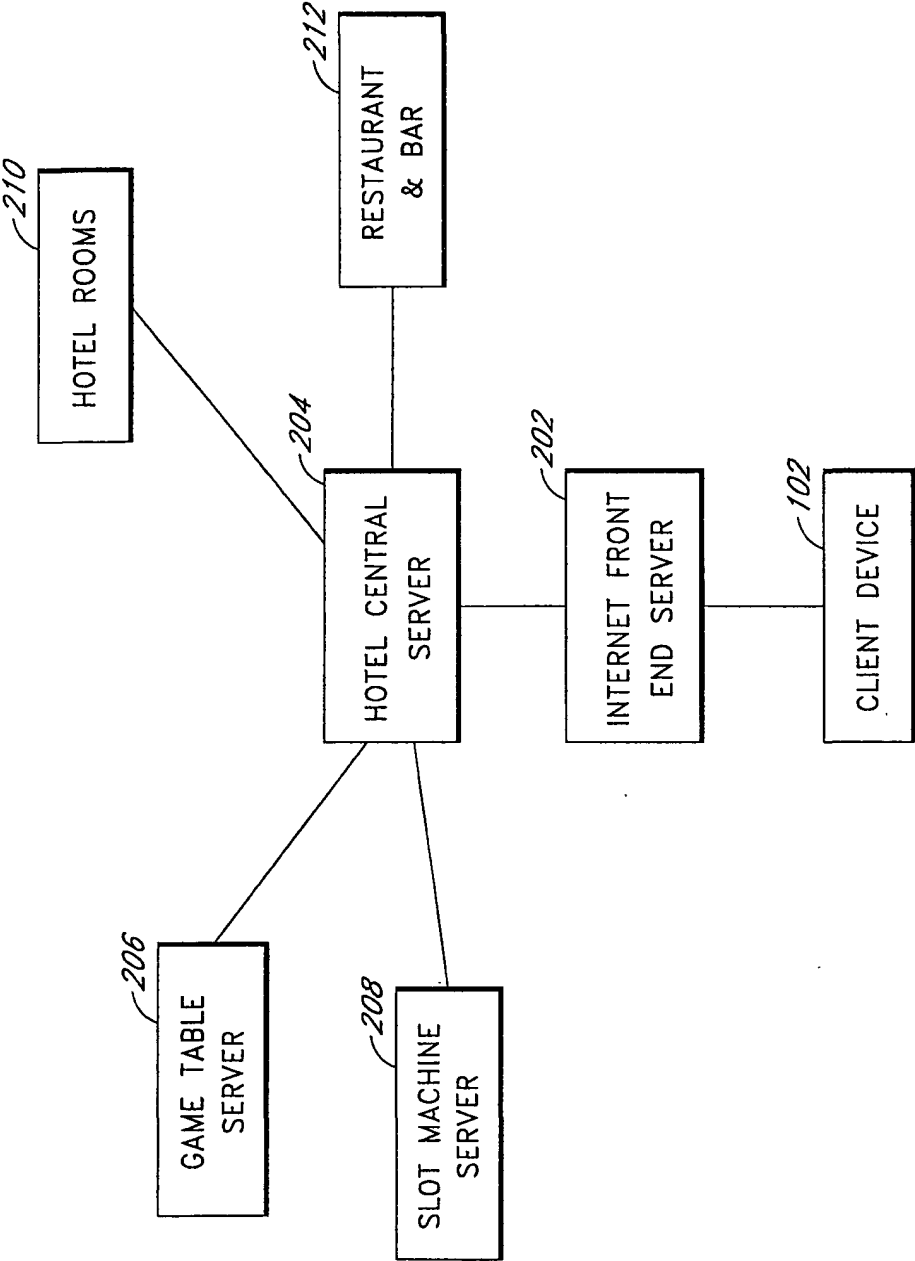 210
HOTEL ROOMS
212
RESTAURANT
& BAR
204
HOTEL CENTRAL
SERVER
206
GAME TABLE
SERVER
208
SLOT MACHINE
SERVER
202
INTERNET FRONT
END SERVER
102
CLIENT DEVICE